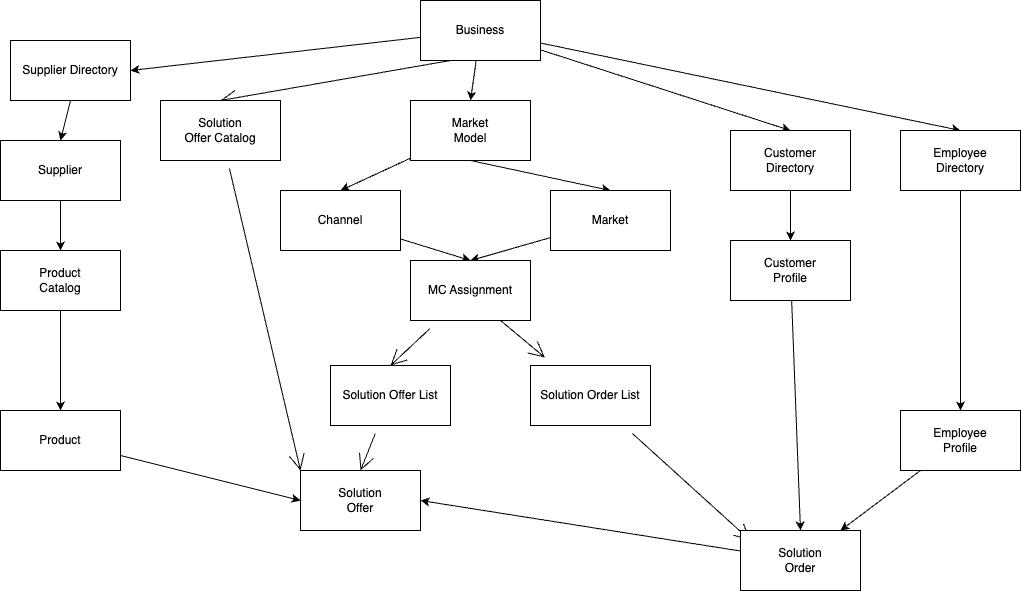 Business
Supplier Directory
Solution
Offer Catalog
Market
Model
Customer
Directory
Employee
Directory
Supplier
Channel
Market
Product
Catalog
MC Assignment
Customer
Profile
Solution Offer List
Solution Order List
Product
Employee
Profile
Solution
Offer
Solution
Order